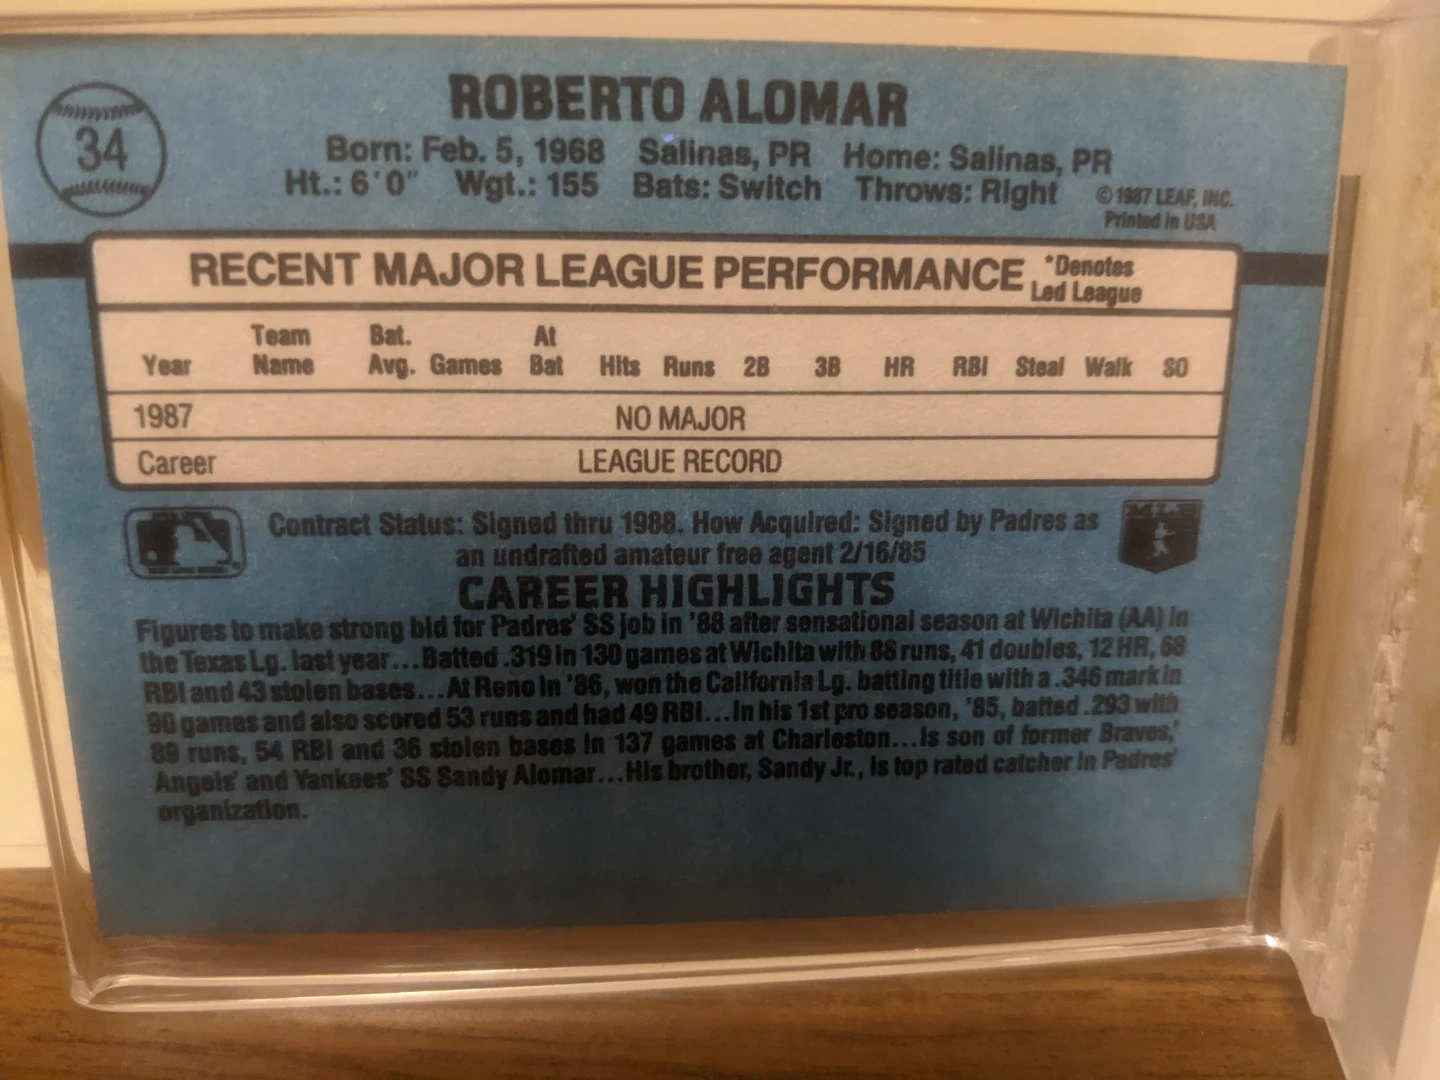 34
ROBERTO ALOMAR
Born: Feb. 5, 1968 Salinas, PR Home: Salinas, PR
Ht.: 6'0" Wgt.: 155 Bats: Switch Throws: Right
©1987 LEAF, INC.
Printed in USA
RECENT MAJOR LEAGUE PERFORMANCE
*Denotes
Led League
Year Team Name Bat. Avg. Games At Bat Hits Runs 2B 3B HR RBI Steal Walk SO
1987 NO MAJOR
Career LEAGUE RECORD
Contract Status: Signed thru 1988. How Acquired: Signed by Padres as
an undrafted amateur free agent 2/16/85
CAREER HIGHLIGHTS
Figures to make strong bid for Padres' SS job in '88 after sensational season at Wichita (AA) in
the Texas Lg. last year...Batted .319 in 130 games at Wichita with 88 runs, 41 doubles, 12 HR, 68
RBI and 43 stolen bases...At Reno in '86, won the California Lg. batting title with a .346 mark in
90 games and also scored 53 runs and had 49 RBI...In his 1st pro season, '85, batted .293 with
89 runs, 54 RBI and 36 stolen bases in 137 games at Charleston...Is son of former Braves,'
Angels' and Yankees' SS Sandy Alomar...His brother, Sandy Jr., is top rated catcher in Padres'
organization.